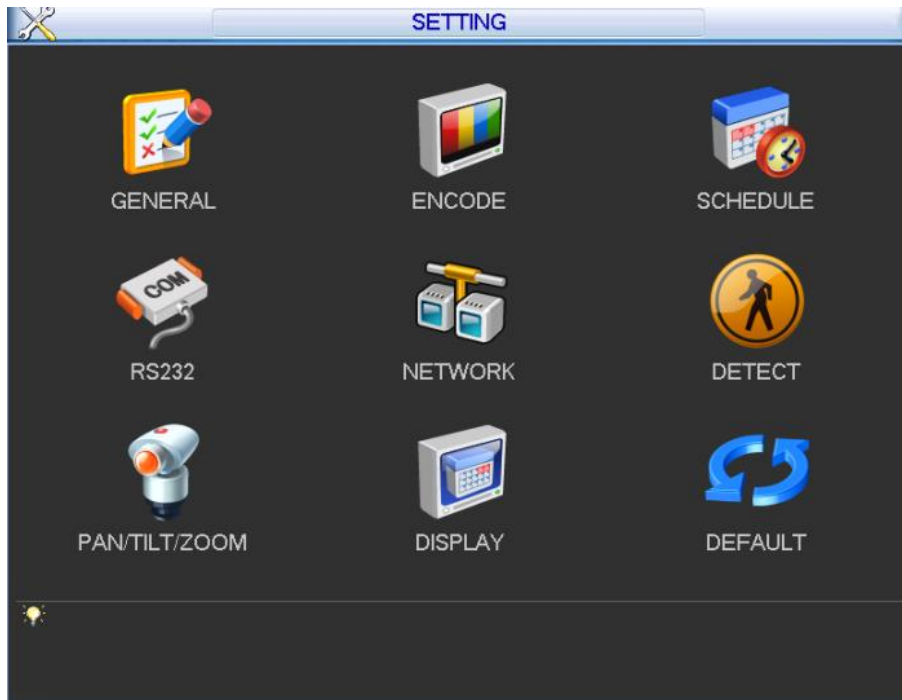 SETTING
GENERAL
ENCODE
SCHEDULE
COM
RS232
NETWORK
DETECT
PAN/TILT/ZOOM
DISPLAY
DEFAULT